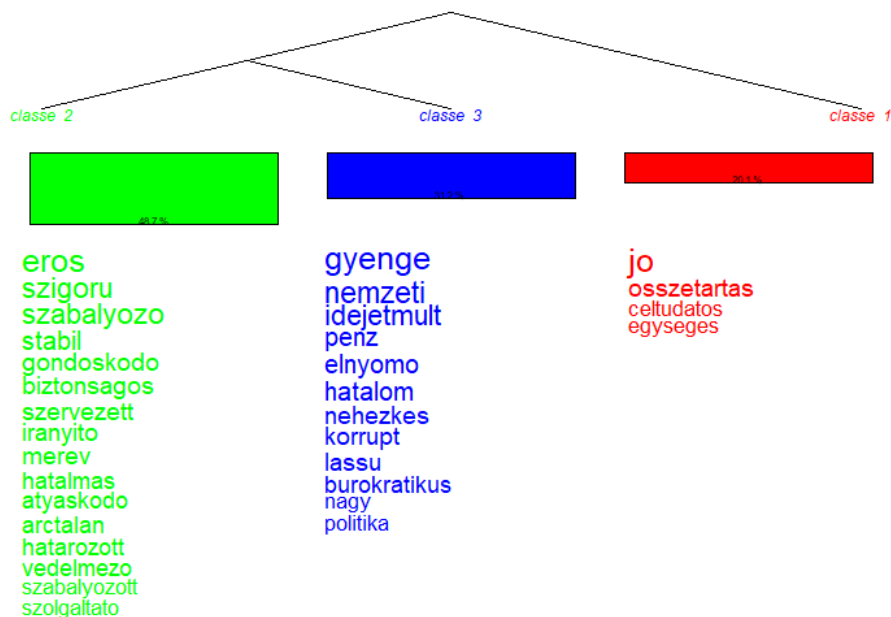 classe 2
classe 3
classe 1
48.7 %
20.1 %
eros
szigoru
szabalyozo
stabil
gondoskodo
biztonsagos
szervezett
iranyito
merev
hatalmas
atyaskodo
arctalan
hatarozott
vedelmezo
szabalyozott
szolgaltato
gyenge
nemzeti
idejetmult
penz
elnyomo
hatalom
nehezkes
korrupt
lassu
burokratikus
nagy
politika
jo
osszetartas
celtudatos
egyseges